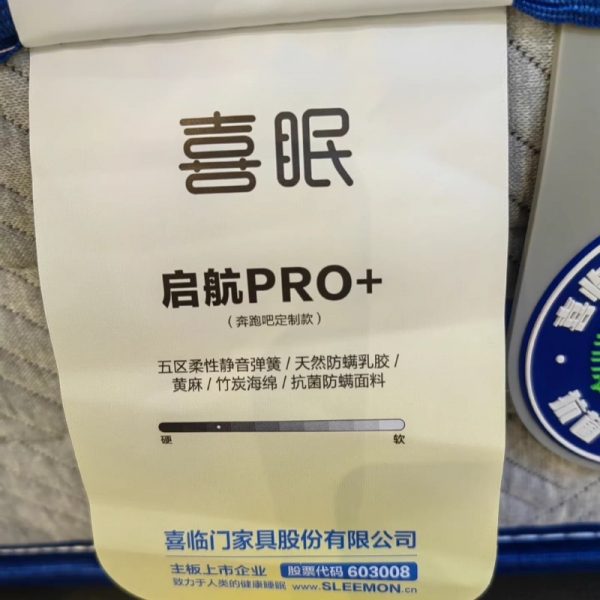 喜眠
启航PRO+
（奔跑吧定制款）
五区柔性静音弹簧 / 天然防螨乳胶 /
黄麻 / 竹炭海绵 / 抗菌防螨面料
硬 软
喜临门家具股份有限公司
主板上市企业 股票代码 603008
致力于人类的健康睡眠 www.SLEEMON.cn
喜临
抗菌